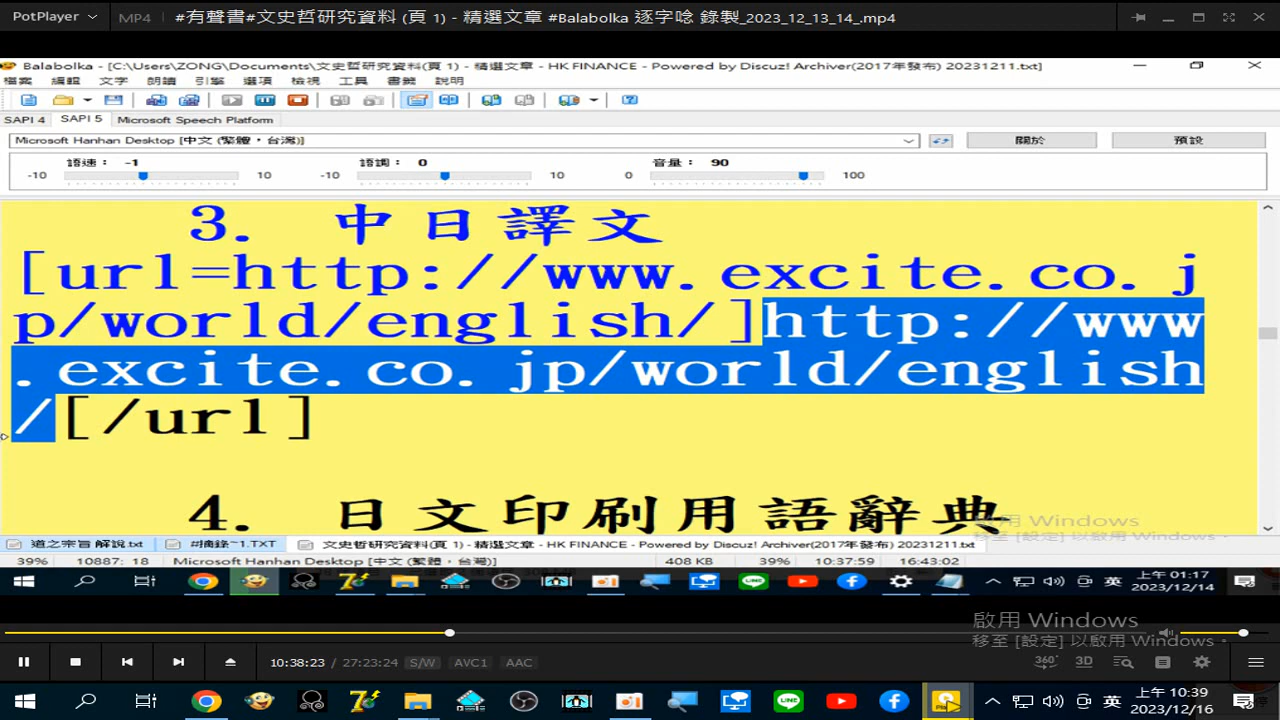 PotPlayer
MP4
#有聲書#文史哲研究資料 (頁 1) - 精選文章 #Balabolka 逐字唸 錄製_2023_12_13_14_.mp4
Balabolka - [C:\Users\ZONG\Documents\文史哲研究資料(頁 1) - 精選文章 - HK FINANCE - Powered by Discuz! Archiver(2017年發布) 20231211.txt]
檔案 編輯 文字 朗讀 引擎 選項 檢視 工具 書籤 說明
SAPI 4 SAPI 5 Microsoft Speech Platform
Microsoft Hanhan Desktop [中文 (繁體，台灣)]
關於 預設
語速： -1 語調： 0 音量： 90
-10 10 -10 10 0 100
3. 中日譯文
[url=http://www.excite.co.j
p/world/english/]http://www
.excite.co.jp/world/english
/[/url]
4. 日文印刷用語辭典
啟用 Windows
移至 [設定] 以啟用 Windows。
道之宗旨 解說.txt #摘錄~1.TXT 文史哲研究資料(頁 1) - 精選文章 - HK FINANCE - Powered by Discuz! Archiver(2017年發布) 20231211.txt
39% 10887: 18 Microsoft Hanhan Desktop [中文 (繁體，台灣)] 408 KB 39% 10:37:59 16:43:02
英 上午 01:17
2023/12/14
啟用 Windows
移至 [設定] 以啟用 Windows。
10:38:23 / 27:23:24 S/W AVC1 AAC
360° 3D
英 上午 10:39
2023/12/16